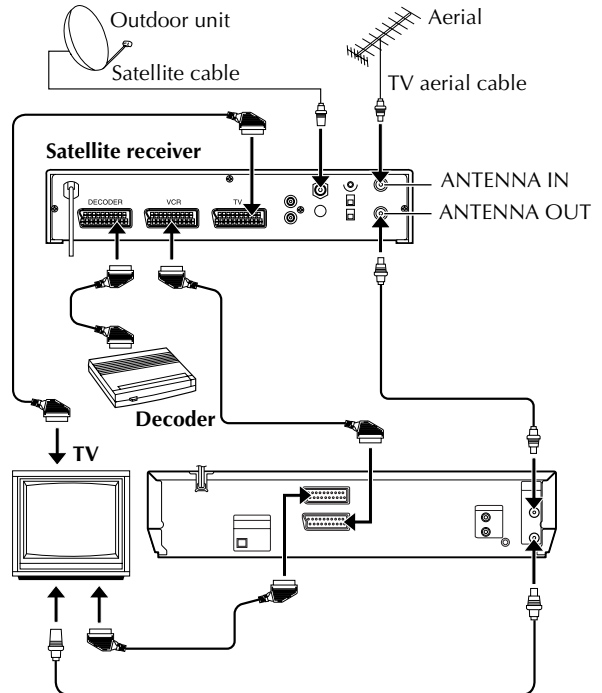 Outdoor unit
Aerial
Satellite cable
TV aerial cable
Satellite receiver
ANTENNA IN
DECODER
VCR
TV
ANTENNA OUT
Decoder
TV